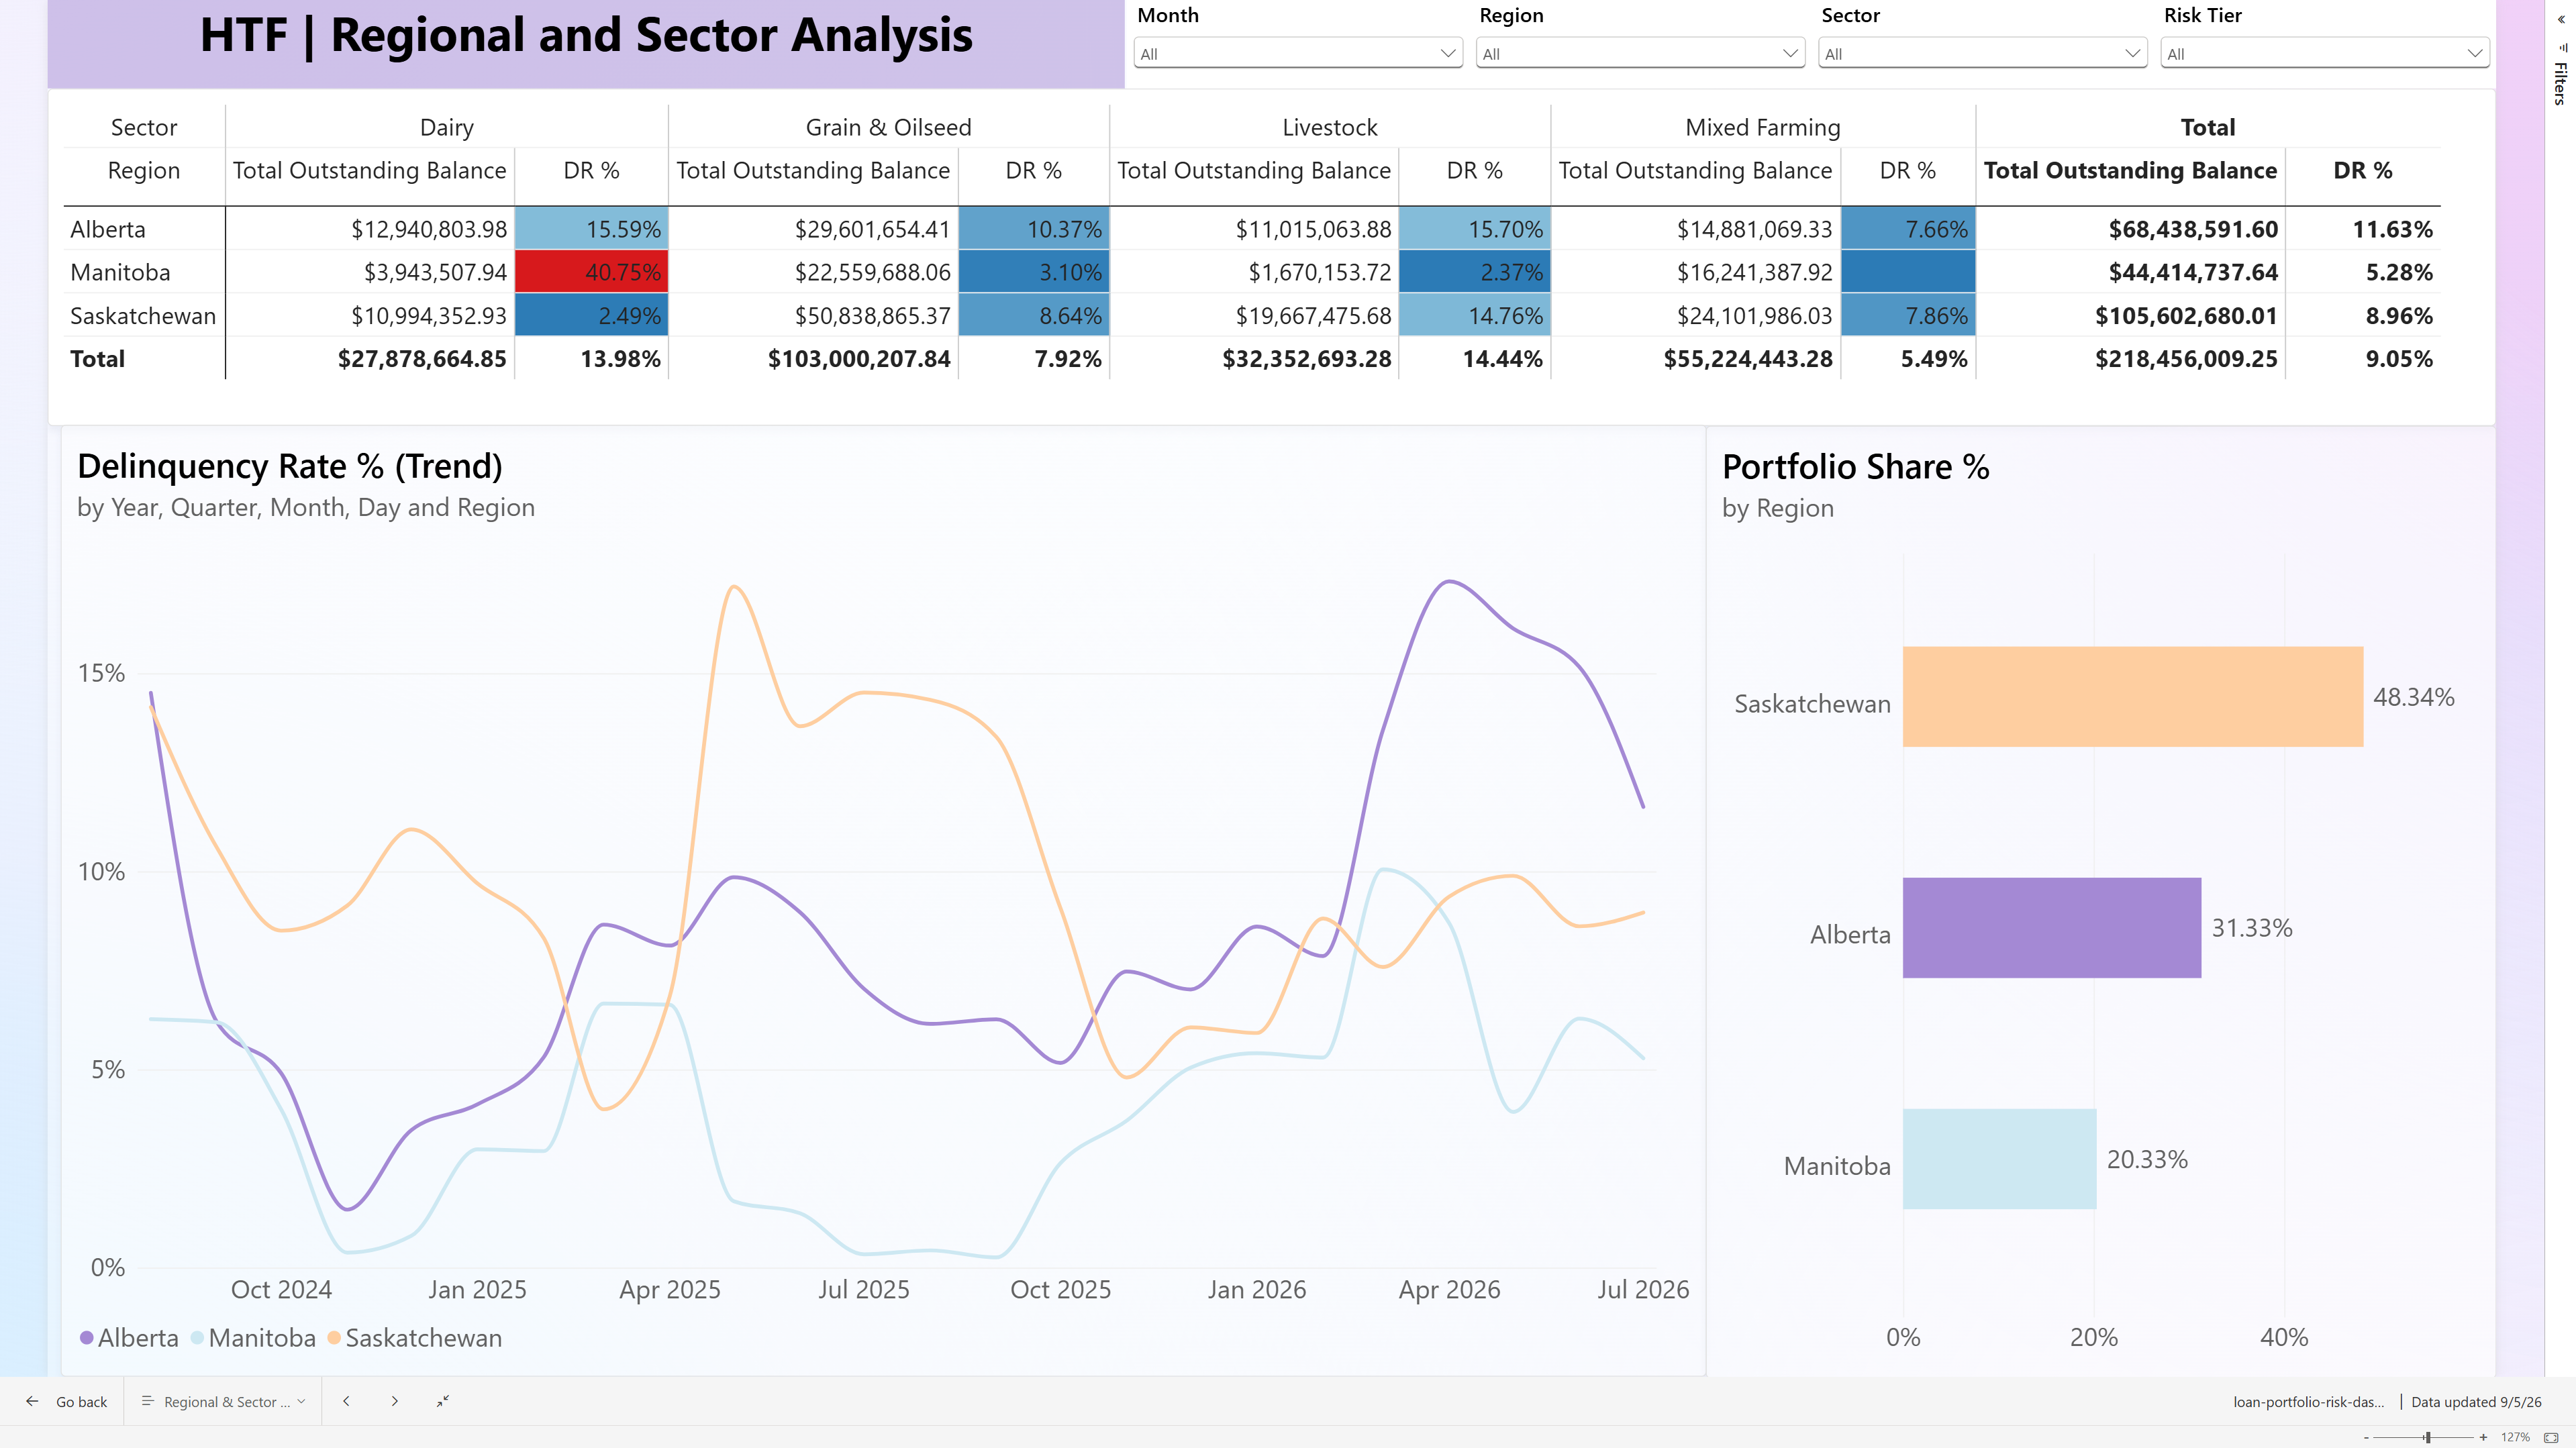 HTF | Regional and Sector Analysis
Month Region Sector Risk Tier
All All All All
Filters
Sector Dairy Grain & Oilseed Livestock Mixed Farming Total
Region Total Outstanding Balance DR % Total Outstanding Balance DR % Total Outstanding Balance DR % Total Outstanding Balance DR % Total Outstanding Balance DR %
Alberta $12,940,803.98 15.59% $29,601,654.41 10.37% $11,015,063.88 15.70% $14,881,069.33 7.66% $68,438,591.60 11.63%
Manitoba $3,943,507.94 40.75% $22,559,688.06 3.10% $1,670,153.72 2.37% $16,241,387.92 $44,414,737.64 5.28%
Saskatchewan $10,994,352.93 2.49% $50,838,865.37 8.64% $19,667,475.68 14.76% $24,101,986.03 7.86% $105,602,680.01 8.96%
Total $27,878,664.85 13.98% $103,000,207.84 7.92% $32,352,693.28 14.44% $55,224,443.28 5.49% $218,456,009.25 9.05%
Delinquency Rate % (Trend)
by Year, Quarter, Month, Day and Region
15%
10%
5%
0%
Oct 2024 Jan 2025 Apr 2025 Jul 2025 Oct 2025 Jan 2026 Apr 2026 Jul 2026
Alberta Manitoba Saskatchewan
Portfolio Share %
by Region
Saskatchewan 48.34%
Alberta 31.33%
Manitoba 20.33%
0% 20% 40%
Go back Regional & Sector ... loan-portfolio-risk-das... | Data updated 9/5/26
- + 127%